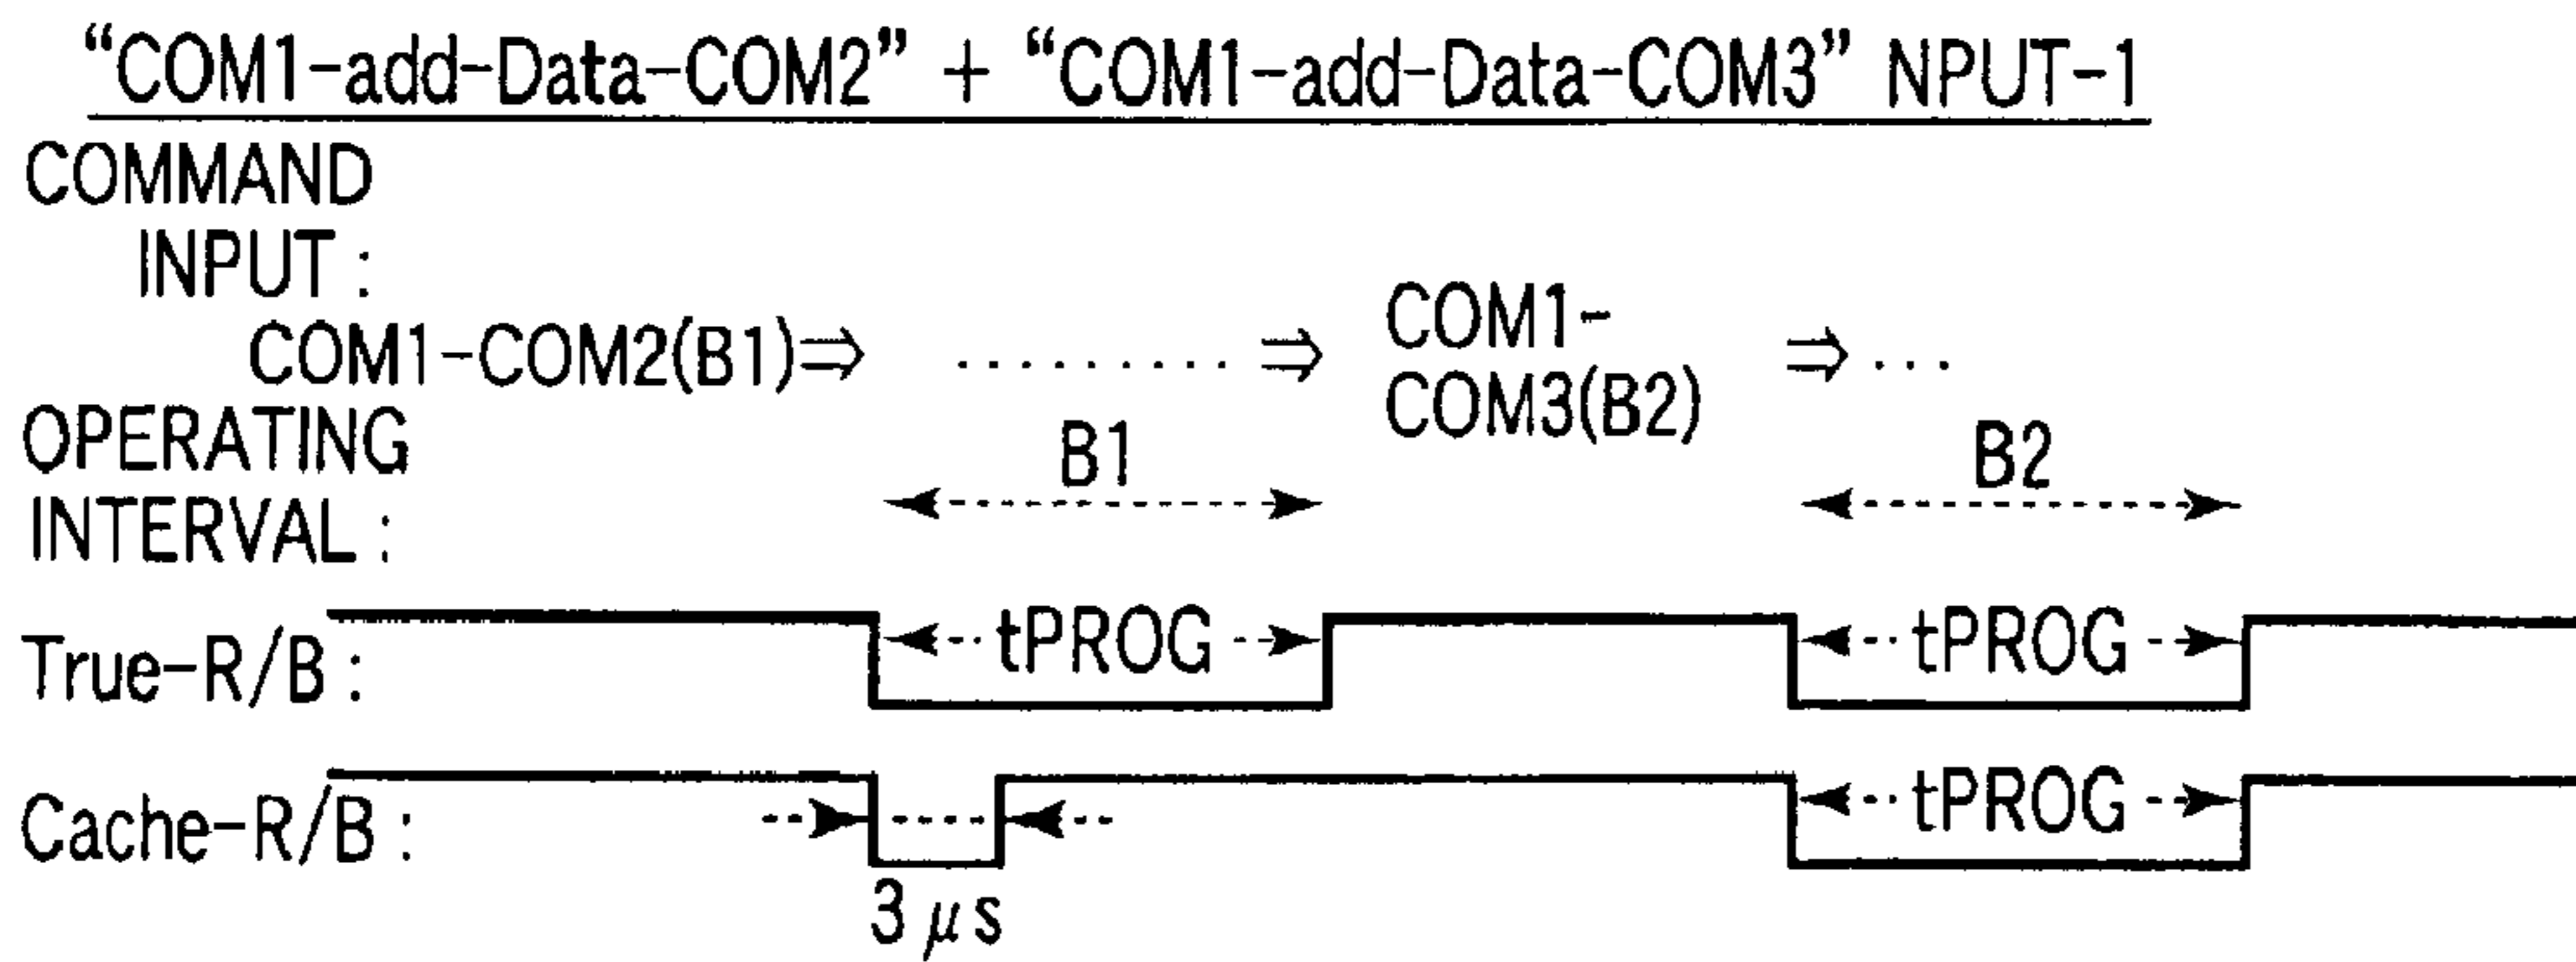 “COM1-add-Data-COM2” + “COM1-add-Data-COM3” NPUT-1
COMMAND
INPUT :
COM1-COM2(B1)⇒ ········· ⇒ COM1-
COM3(B2) ⇒ ···
OPERATING
INTERVAL :
B1 B2
True-R/B : tPROG tPROG
Cache-R/B : tPROG
3 μs